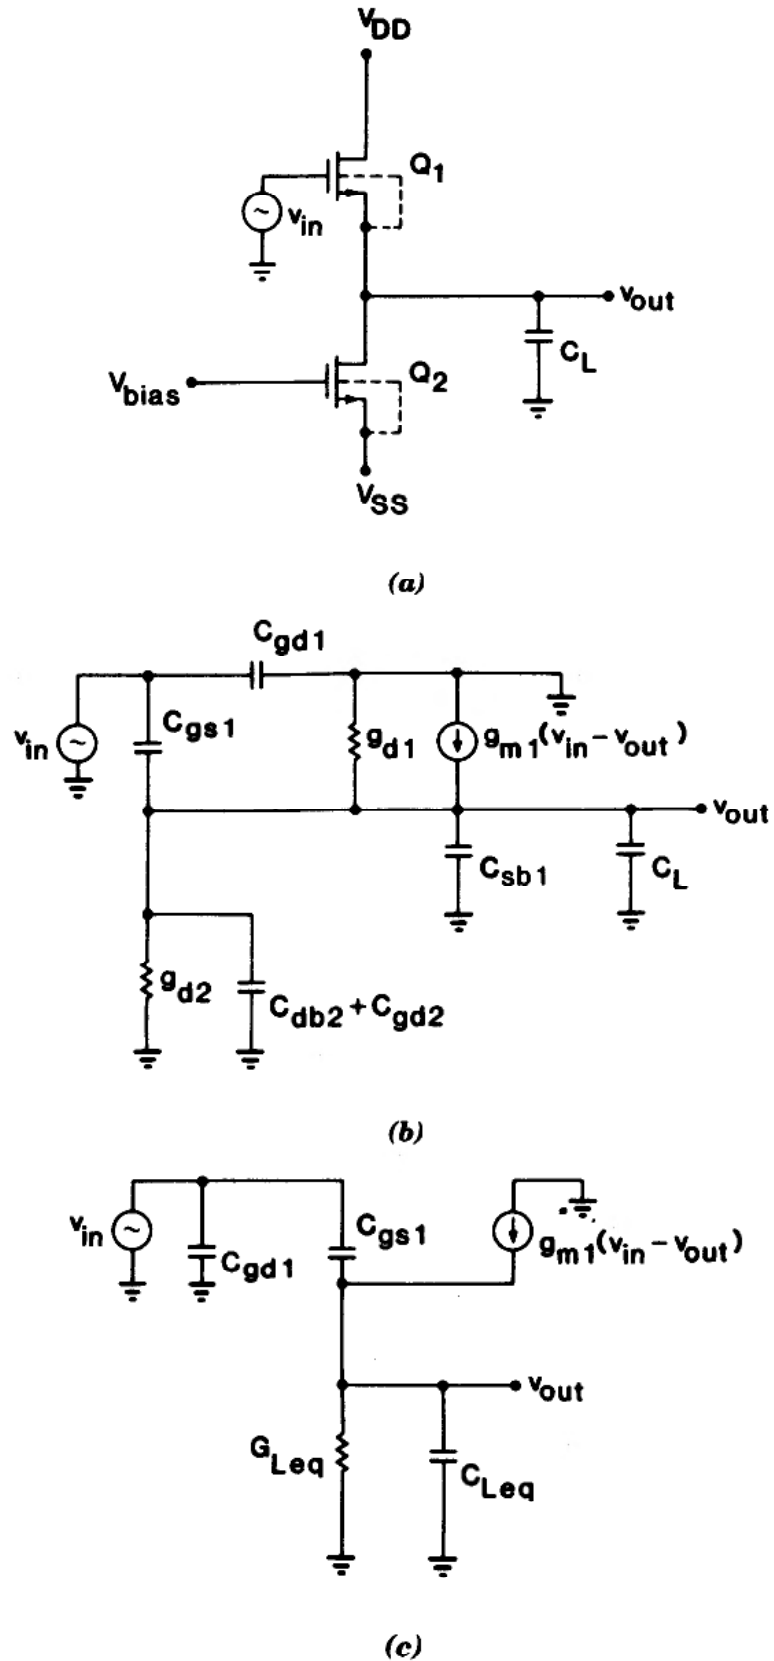 VDD
Q1
vin
vout
CL
Vbias
Q2
VSS
(a)
Cgd1
Cgs1
vin
gd1
gm1(vin-vout)
vout
Csb1
CL
gd2
Cdb2+Cgd2
(b)
vin
Cgd1
Cgs1
gm1(vin-vout)
vout
GLeq
CLeq
(c)